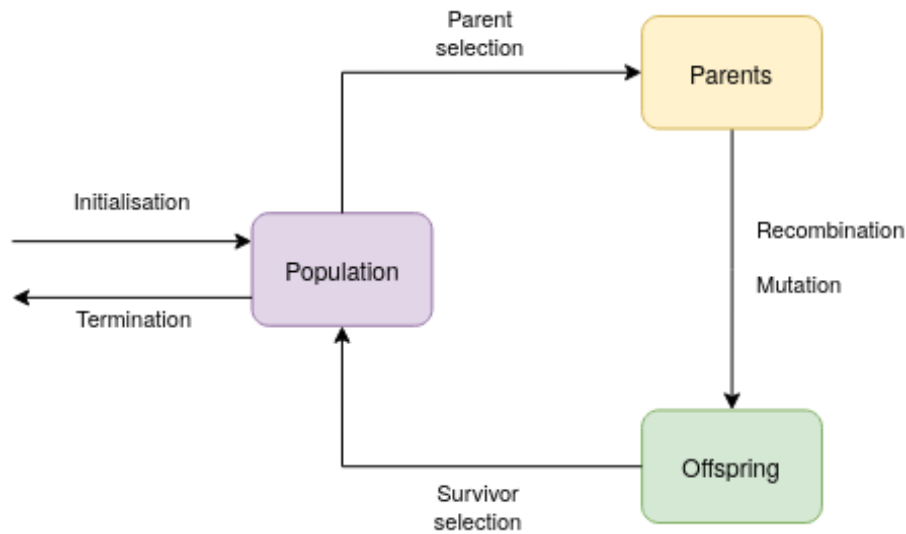 Parent
selection
Parents
Initialisation
Population
Termination
Recombination
Mutation
Offspring
Survivor
selection